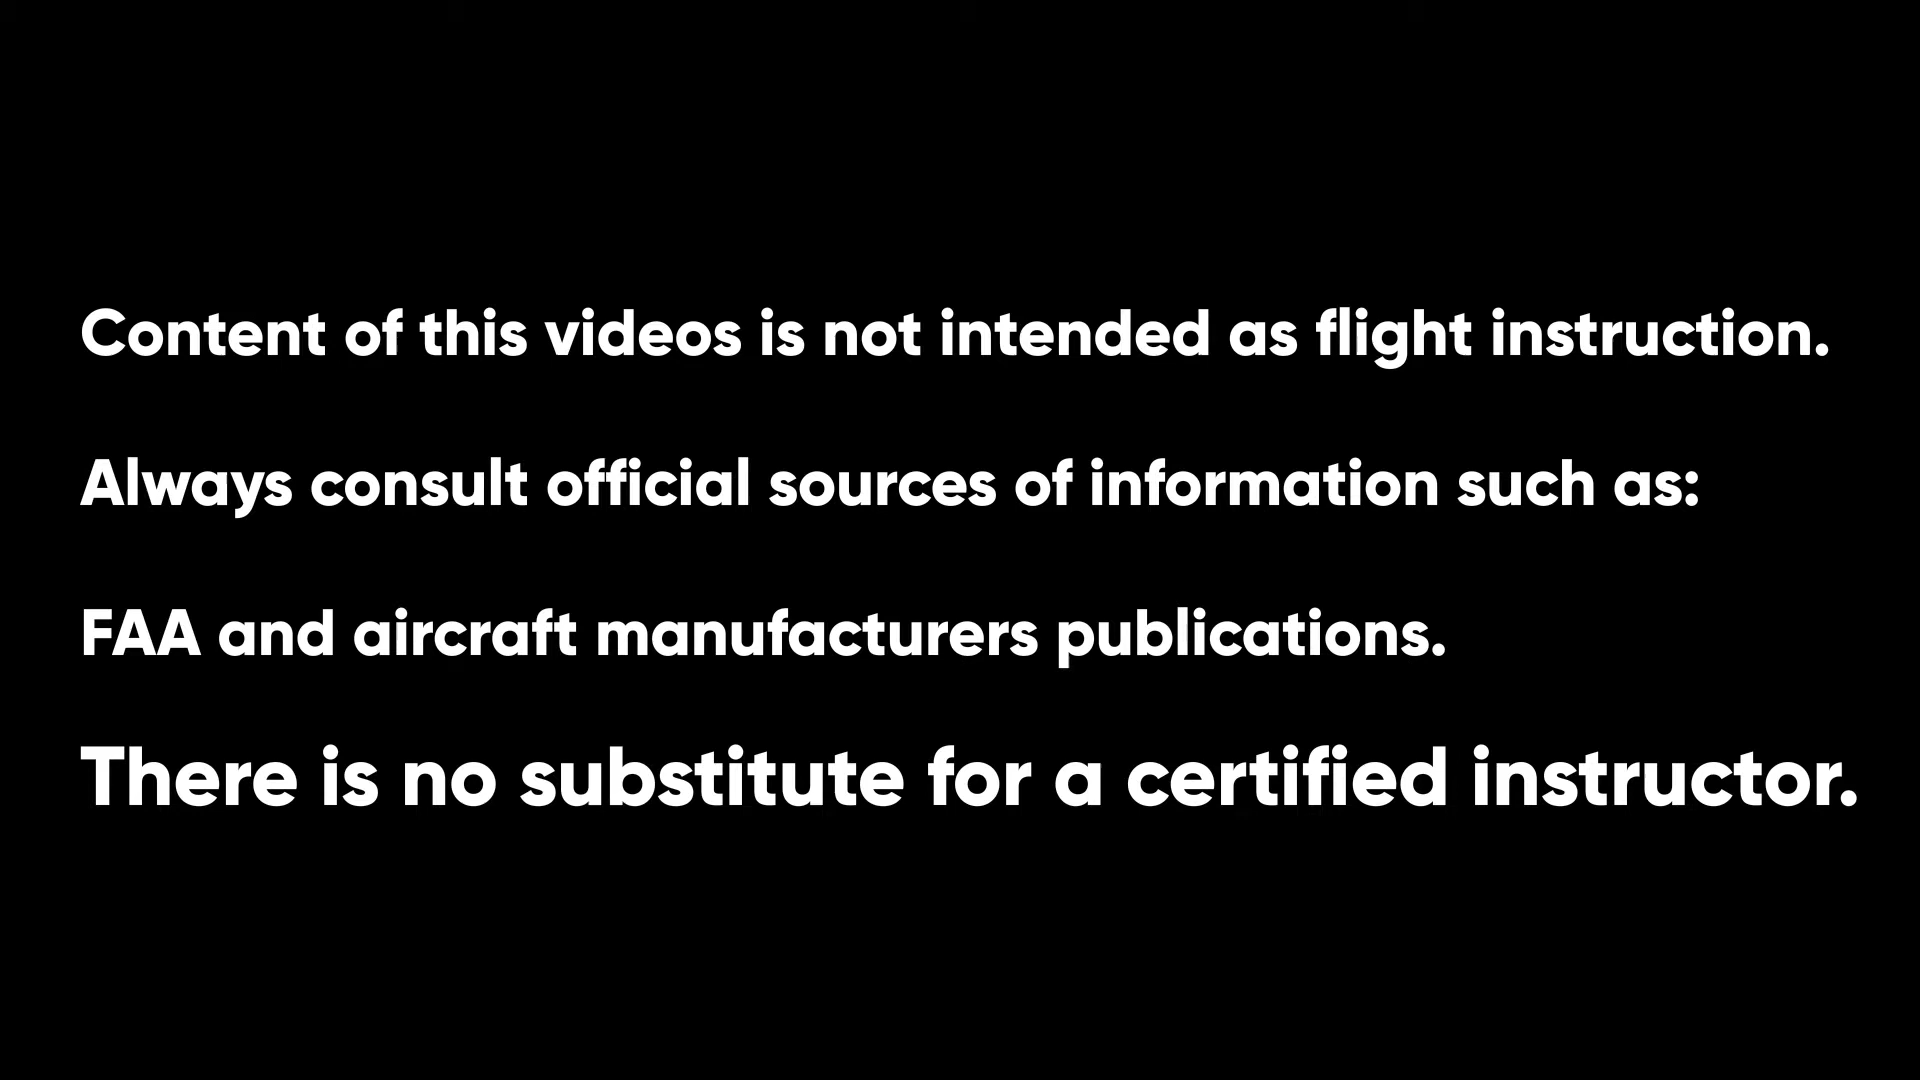 Content of this videos is not intended as flight instruction.
Always consult official sources of information such as:
FAA and aircraft manufacturers publications.
There is no substitute for a certified instructor.